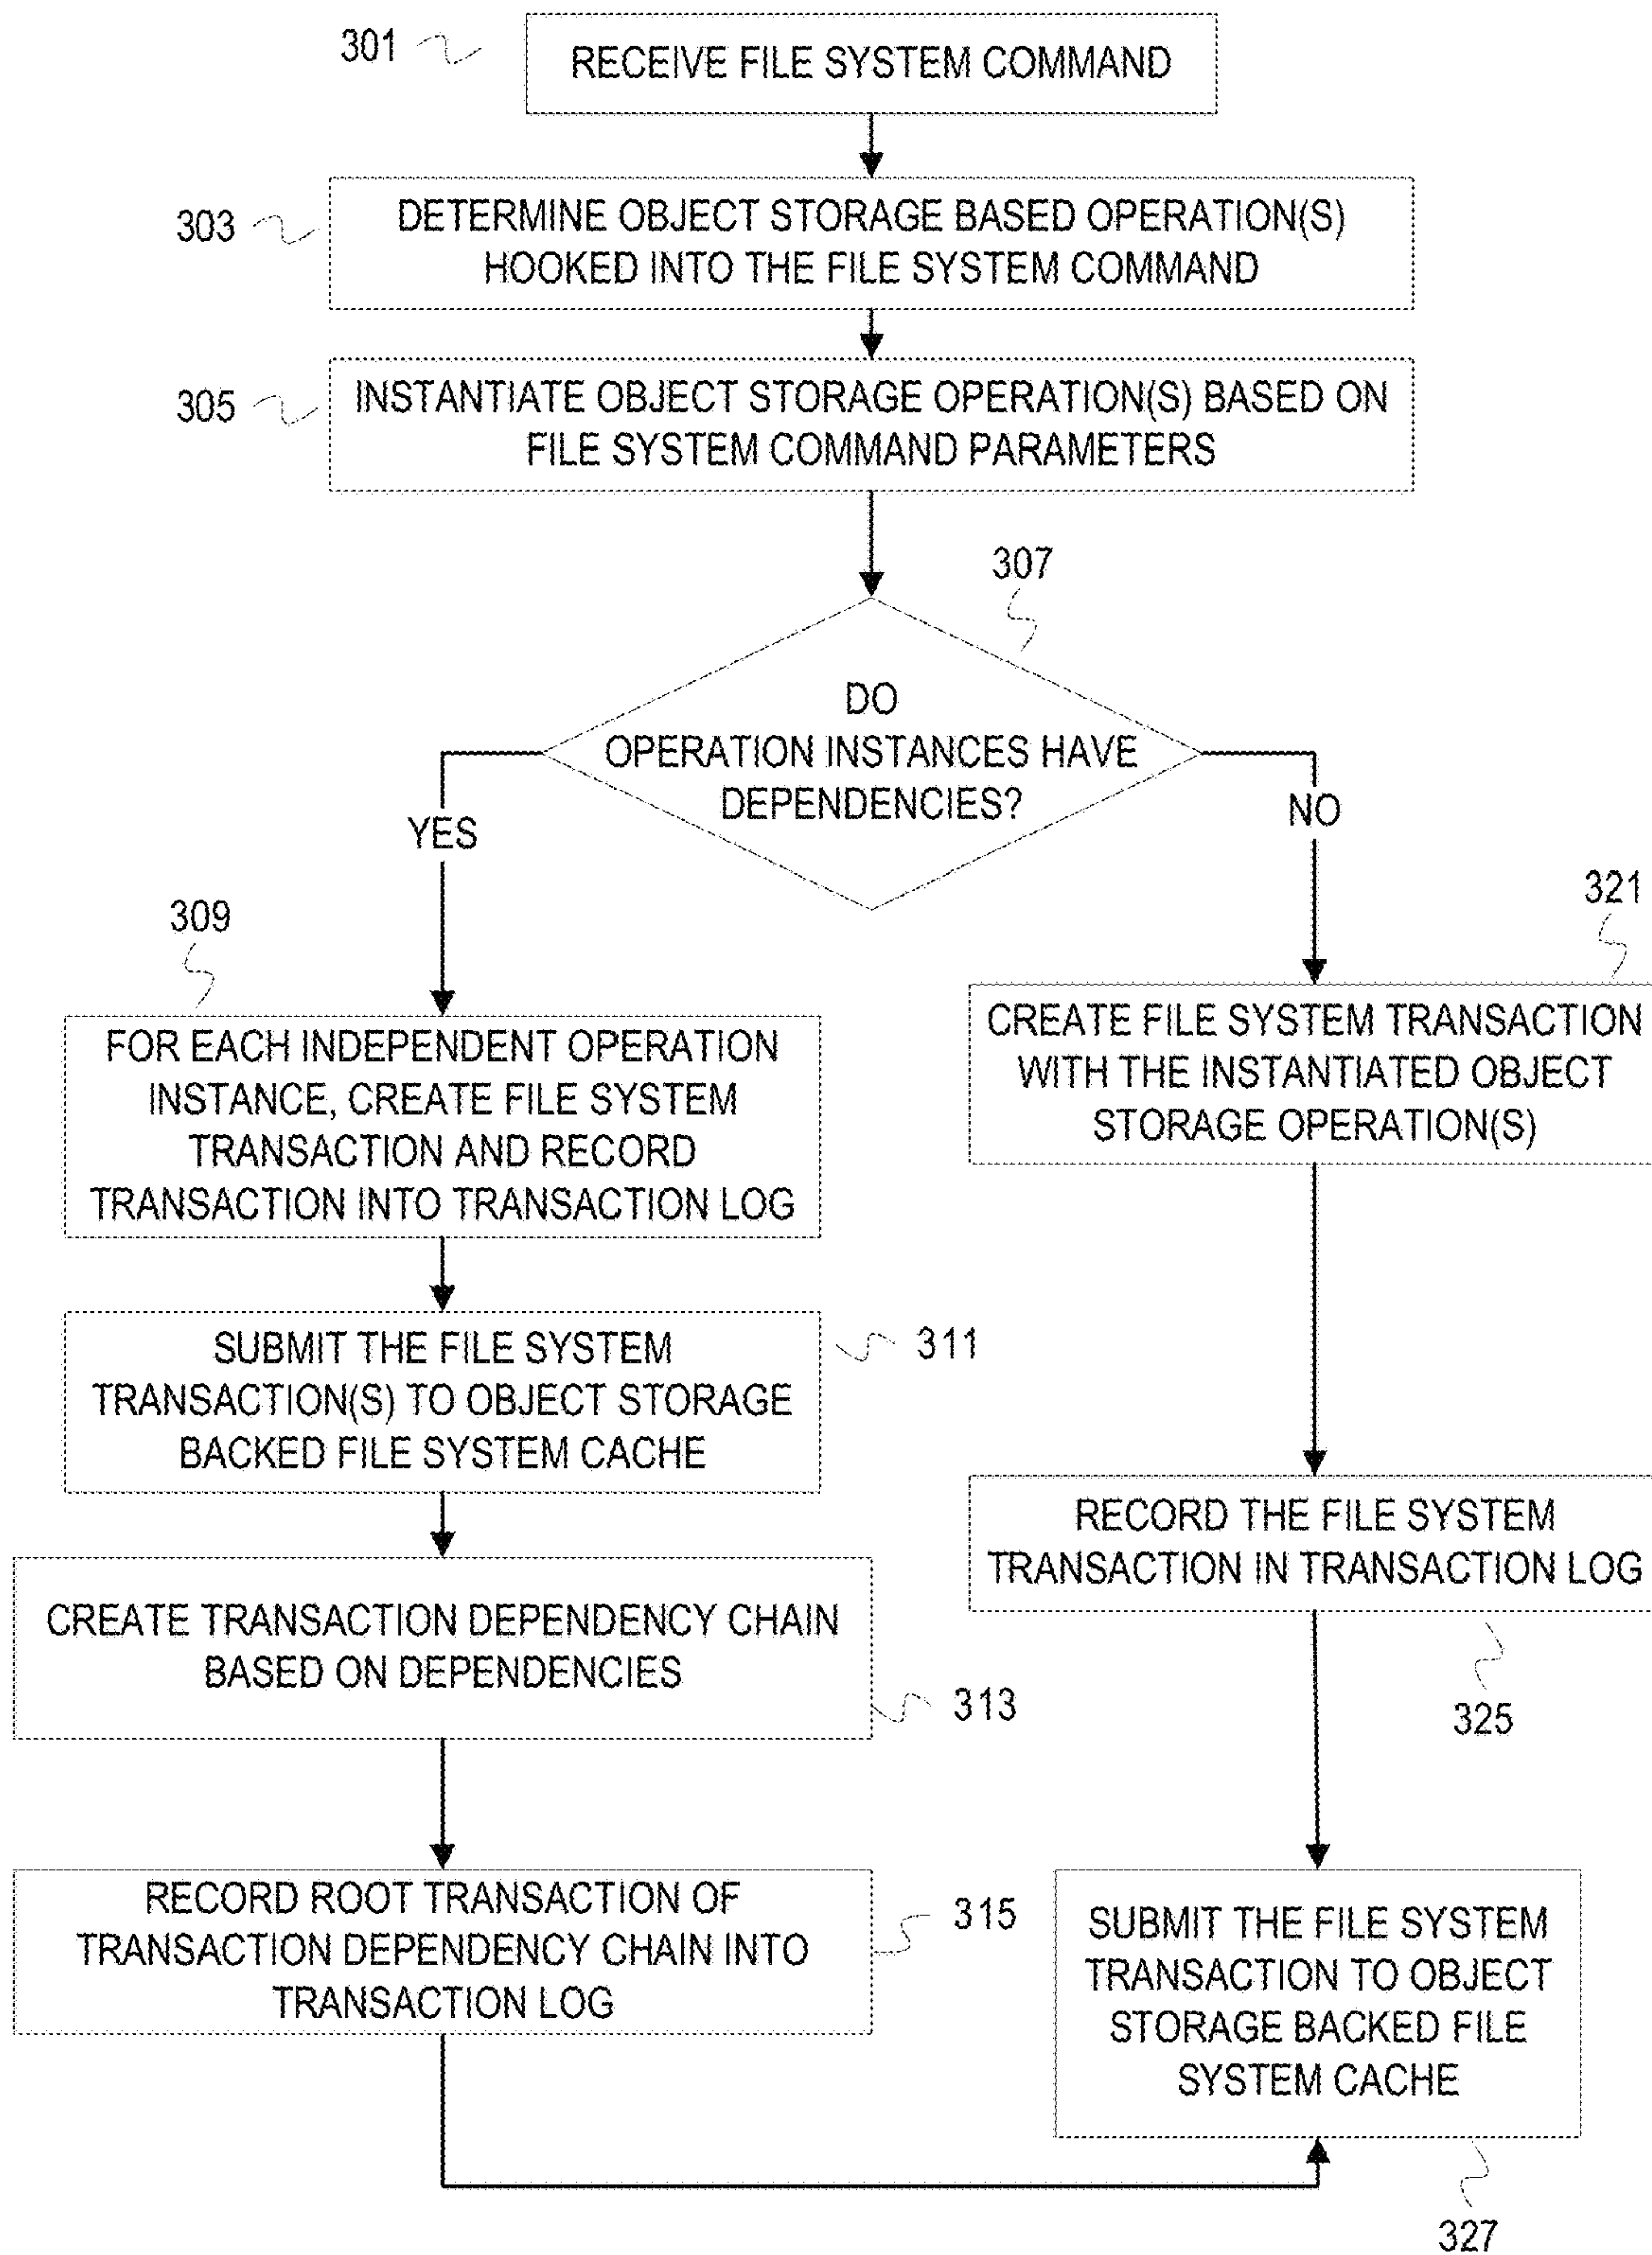 301
RECEIVE FILE SYSTEM COMMAND
303
DETERMINE OBJECT STORAGE BASED OPERATION(S)
HOOKED INTO THE FILE SYSTEM COMMAND
305
INSTANTIATE OBJECT STORAGE OPERATION(S) BASED ON
FILE SYSTEM COMMAND PARAMETERS
307
DO
OPERATION INSTANCES HAVE
DEPENDENCIES?
YES
NO
309
FOR EACH INDEPENDENT OPERATION
INSTANCE, CREATE FILE SYSTEM
TRANSACTION AND RECORD
TRANSACTION INTO TRANSACTION LOG
321
CREATE FILE SYSTEM TRANSACTION
WITH THE INSTANTIATED OBJECT
STORAGE OPERATION(S)
SUBMIT THE FILE SYSTEM
TRANSACTION(S) TO OBJECT STORAGE
BACKED FILE SYSTEM CACHE
311
RECORD THE FILE SYSTEM
TRANSACTION IN TRANSACTION LOG
325
CREATE TRANSACTION DEPENDENCY CHAIN
BASED ON DEPENDENCIES
313
RECORD ROOT TRANSACTION OF
TRANSACTION DEPENDENCY CHAIN INTO
TRANSACTION LOG
315
SUBMIT THE FILE SYSTEM
TRANSACTION TO OBJECT
STORAGE BACKED FILE
SYSTEM CACHE
327